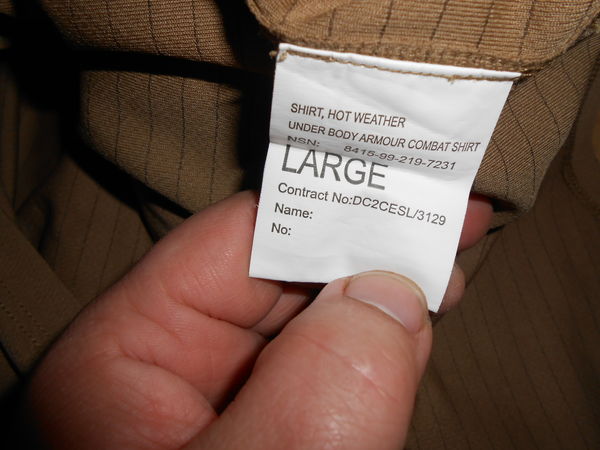 SHIRT, HOT WEATHER
UNDER BODY ARMOUR COMBAT SHIRT
NSN: 8415-99-219-7231
LARGE
Contract No:DC2CESL/3129
Name:
No: